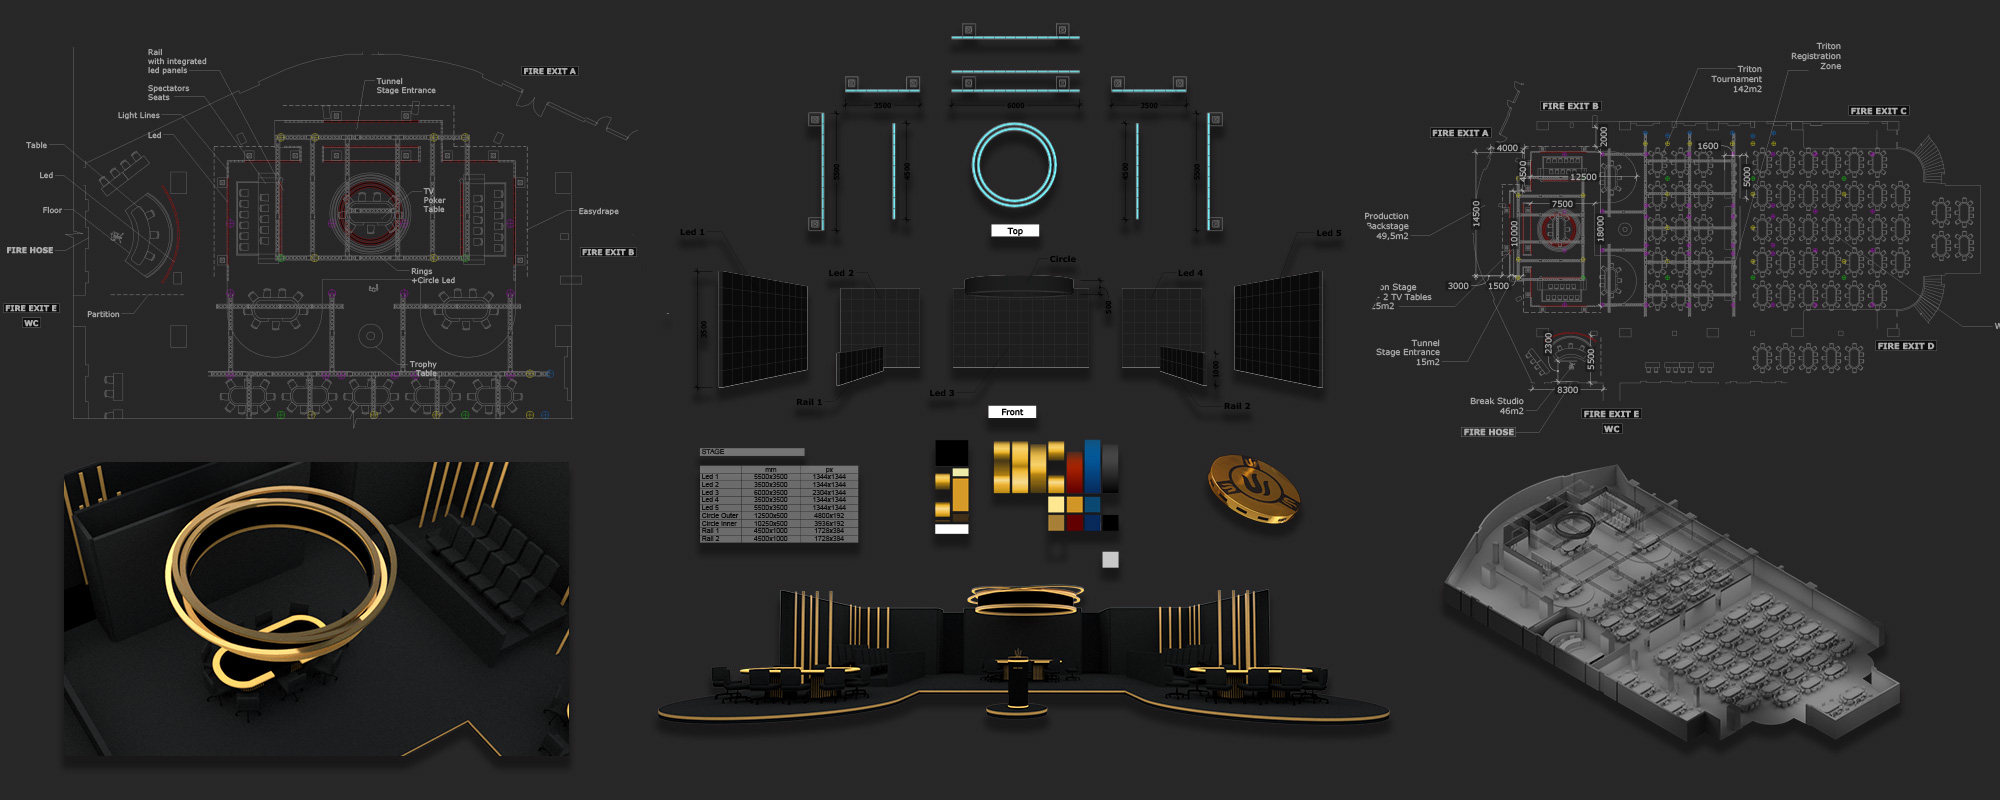 Rail
with integrated
led panels
Spectators
Seats
Light Lines
Led
Table
Led
Floor
FIRE HOSE
FIRE EXIT E
WC
Partition
Tunnel
Stage Entrance
FIRE EXIT A
TV
Poker
Table
Easydrape
FIRE EXIT B
Rings
+Circle Led
Trophy
Table
3500
6000
3500
5500
4500
4500
5500
Top
Led 1
Led 2
Circle
Led 4
Led 5
3500
500
1000
Rail 1
Led 3
Rail 2
Front
STAGE
mm px
Led 1 5500x3500 1344x1344
Led 2 3500x3500 1344x1344
Led 3 6000x3500 2304x1344
Led 4 3500x3500 1344x1344
Led 5 5500x3500 1344x1344
Circle Outer 12500x500 4800x192
Circle Inner 10250x500 3936x192
Rail 1 4500x1000 1728x384
Rail 2 4500x1000 1728x384
Triton
Registration
Zone
Triton
Tournament
142m2
FIRE EXIT B
FIRE EXIT C
FIRE EXIT A
2000
4000
1600
4500
12500
5000
7500
14500
10000
18000
Production
Backstage
49,5m2
3000
1500
on Stage
- 2 TV Tables
5m2
Tunnel
Stage Entrance
15m2
2300
5500
8300
FIRE EXIT D
Break Studio
46m2
FIRE EXIT E
FIRE HOSE
WC